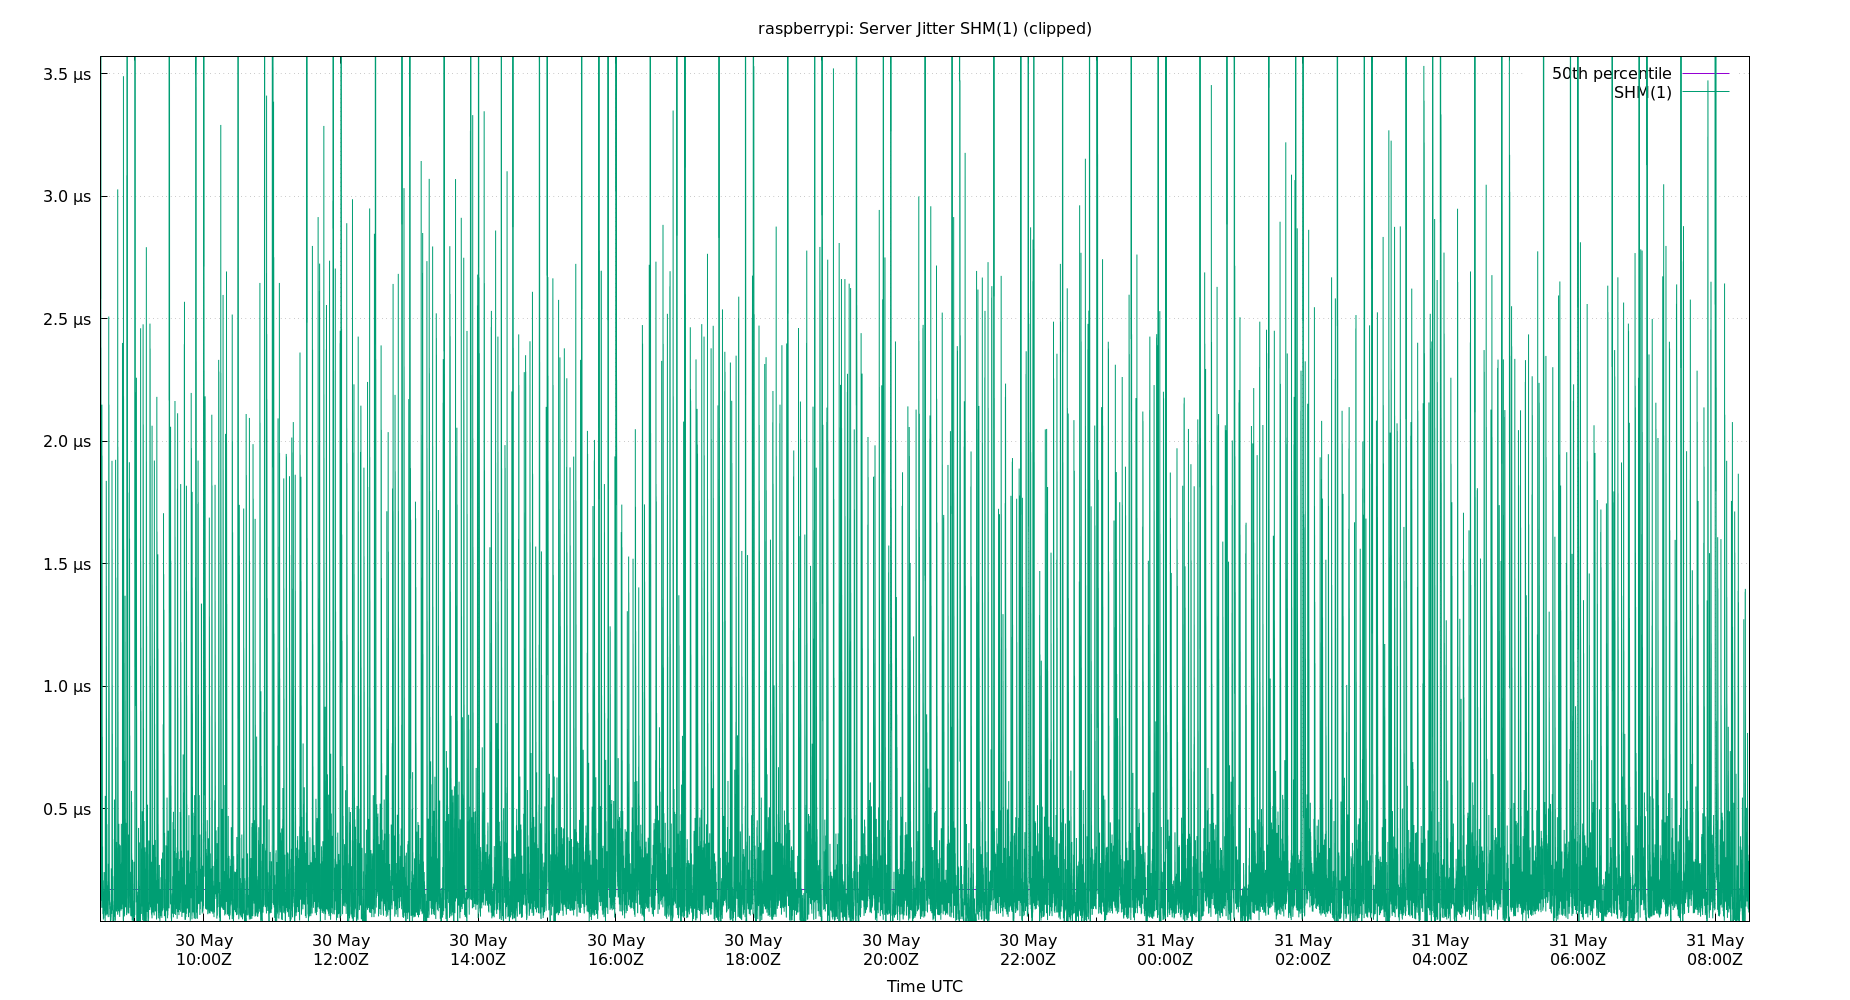 raspberrypi: Server Jitter SHM(1) (clipped)
3.5 µs
50th percentile
SHM(1)
3.0 µs
2.5 µs
2.0 µs
1.5 µs
1.0 µs
0.5 µs
30 May 30 May 30 May 30 May 30 May 30 May 30 May 31 May 31 May 31 May 31 May 31 May
10:00Z 12:00Z 14:00Z 16:00Z 18:00Z 20:00Z 22:00Z 00:00Z 02:00Z 04:00Z 06:00Z 08:00Z
Time UTC